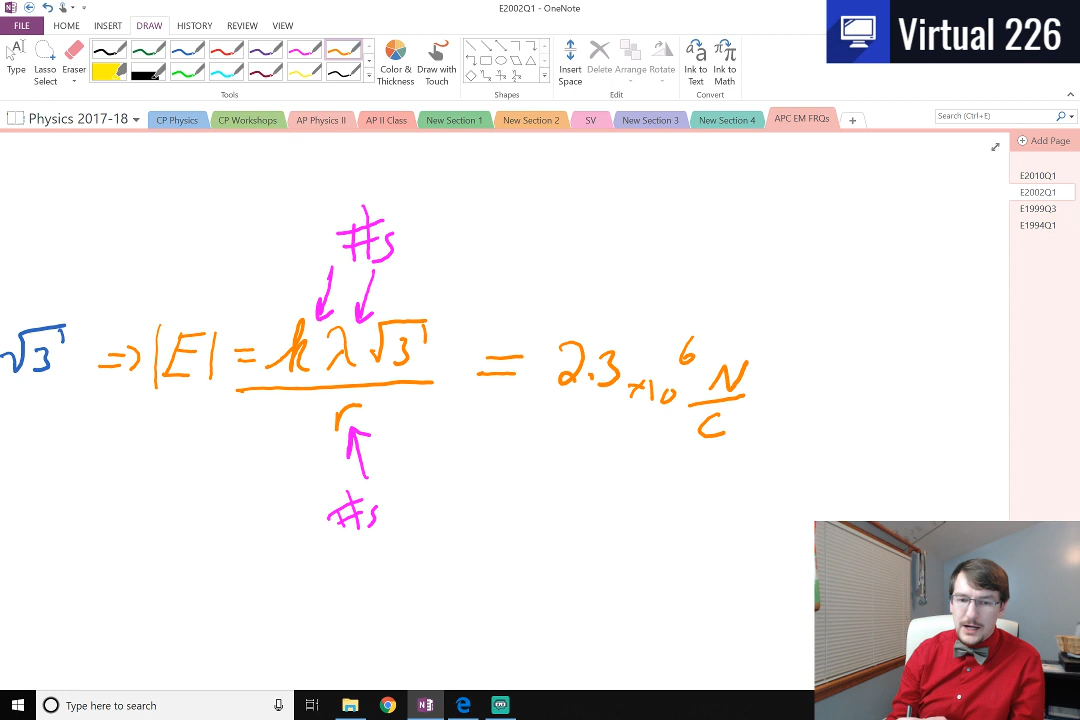 E2002Q1 - OneNote
Virtual 226
FILE HOME INSERT DRAW HISTORY REVIEW VIEW
Type
Lasso Select
Eraser
Color & Thickness
Draw with Touch
Insert Space
Delete Arrange Rotate
Ink to Text
Ink to Math
Tools Shapes Edit Convert
Physics 2017-18
CP Physics CP Workshops AP Physics II AP II Class New Section 1 New Section 2 SV New Section 3 New Section 4 APC EM FRQs
Search (Ctrl+E)
Add Page
E2010Q1
E2002Q1
E1999Q3
E1994Q1
#s
√3 ⇒ |E| = kλ√3 / r = 2.3 ×10⁶ N/C
#s
Type here to search